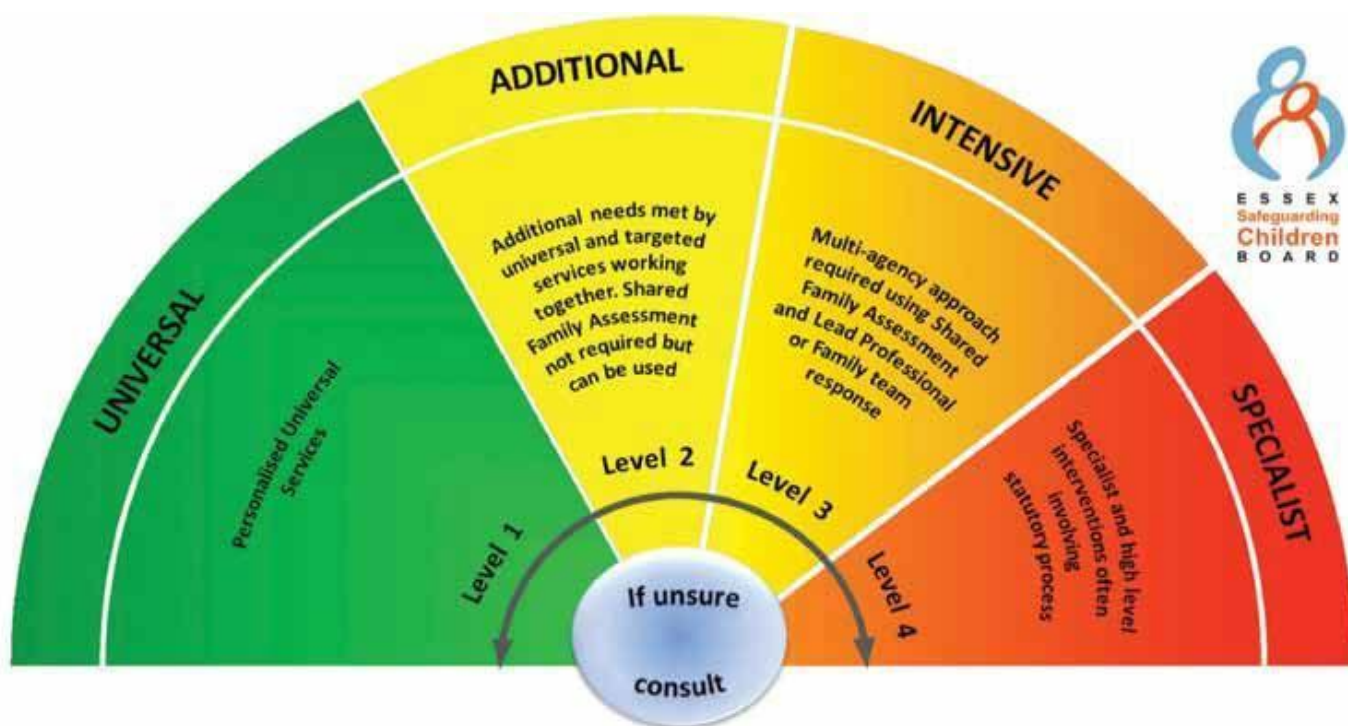 UNIVERSAL
Personalised Universal
Services
Level 1
ADDITIONAL
Additional needs met by
universal and targeted
services working
together. Shared
Family Assessment
not required but
can be used
Level 2
INTENSIVE
Multi-agency approach
required using Shared
Family Assessment
and Lead Professional
or Family team
response
Level 3
SPECIALIST
Specialist and high level
interventions often
involving
statutory process
Level 4
If unsure
consult
ESSEX
Safeguarding
Children
BOARD